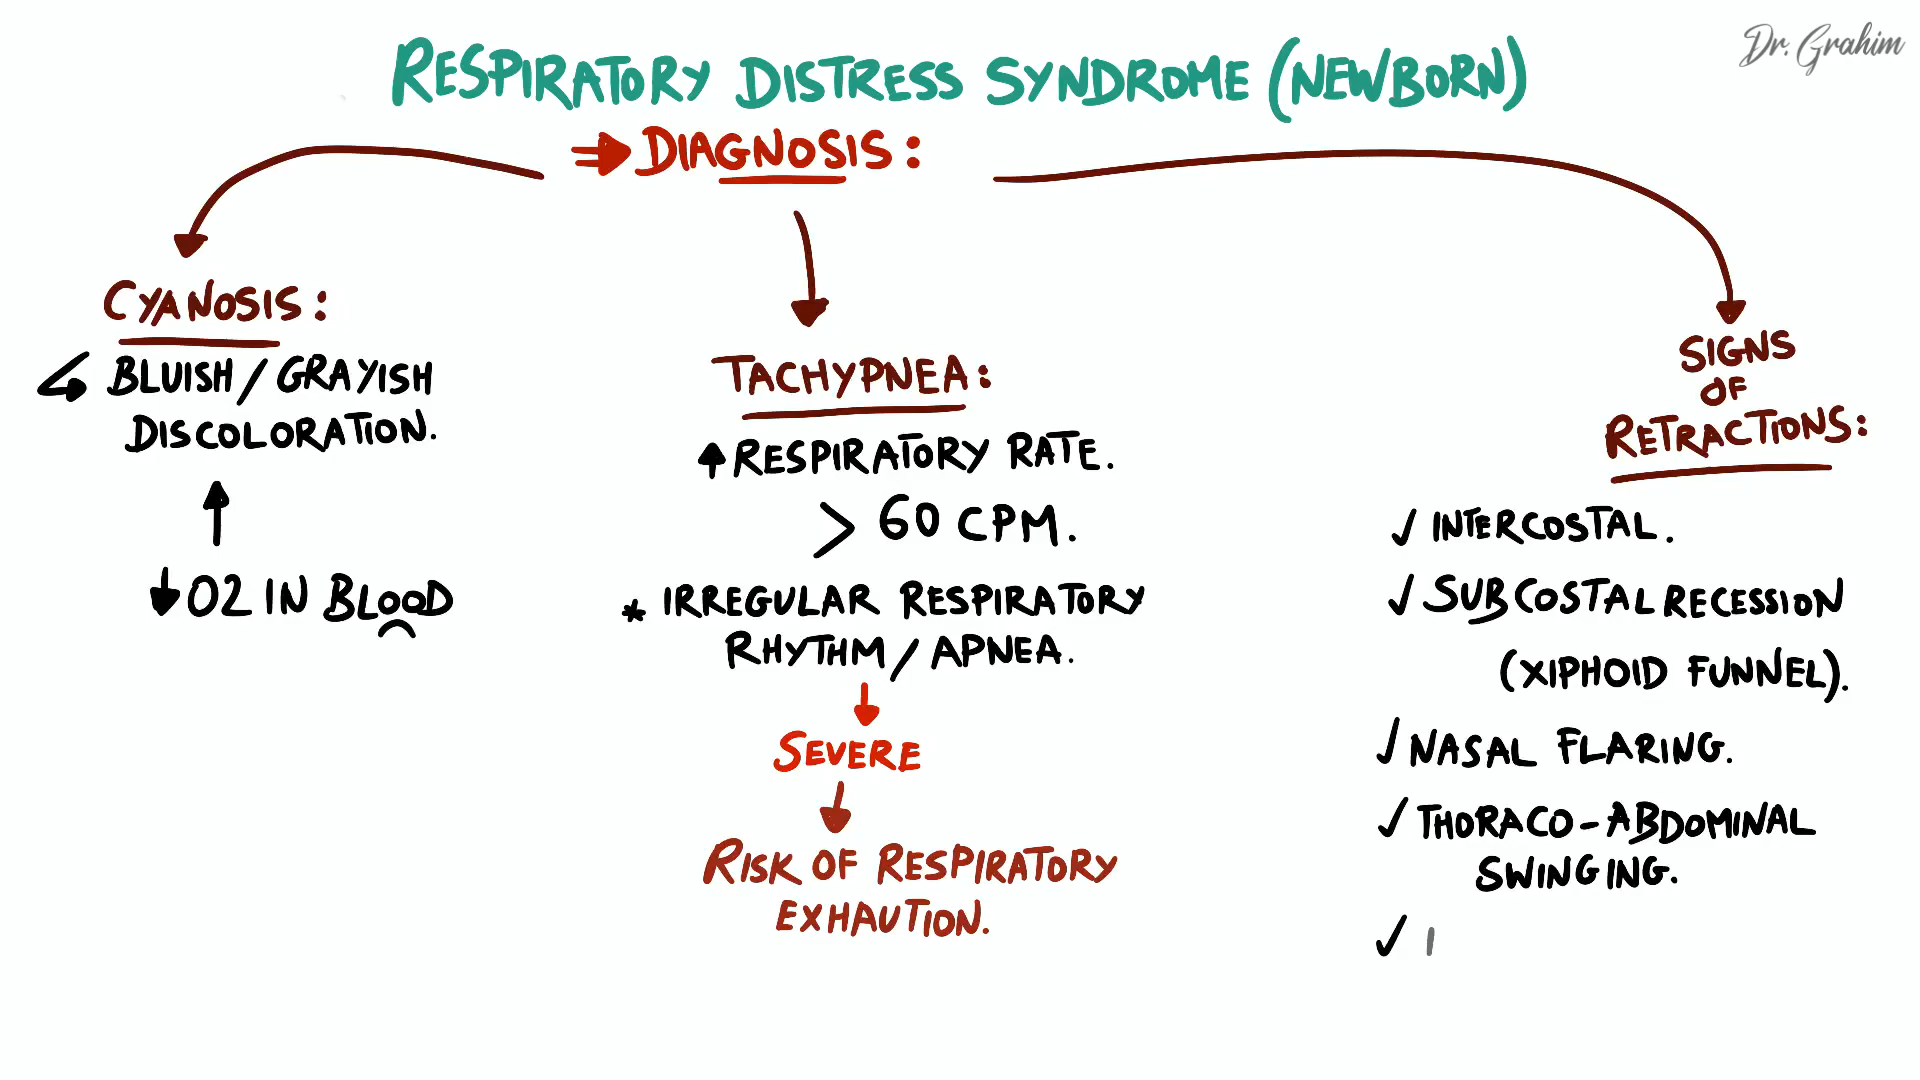 Dr. Grahim
RESPIRATORY DISTRESS SYNDROME (NEWBORN)
⇒ DIAGNOSIS:
CYANOSIS:
↳ BLUISH / GRAYISH
DISCOLORATION.
↑
↓ O2 IN BLOOD
TACHYPNEA:
↑ RESPIRATORY RATE.
> 60 CPM.
* IRREGULAR RESPIRATORY
RHYTHM / APNEA.
↓
SEVERE
↓
RISK OF RESPIRATORY
EXHAUTION.
SIGNS
OF
RETRACTIONS:
✓ INTERCOSTAL.
✓ SUBCOSTAL RECESSION
(XIPHOID FUNNEL).
✓ NASAL FLARING.
✓ THORACO-ABDOMINAL
SWINGING.
✓